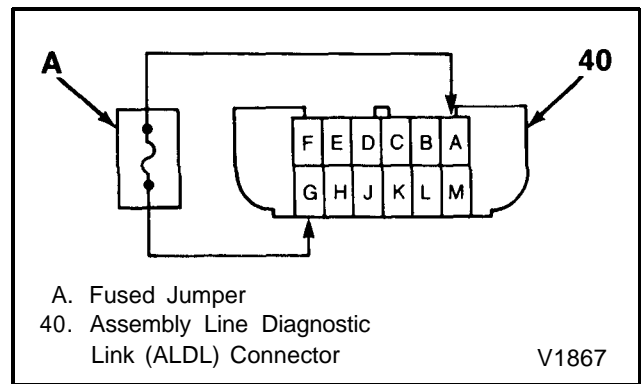 A
40
F E D C B A
G H J K L M
A. Fused Jumper
40. Assembly Line Diagnostic
Link (ALDL) Connector
V1867